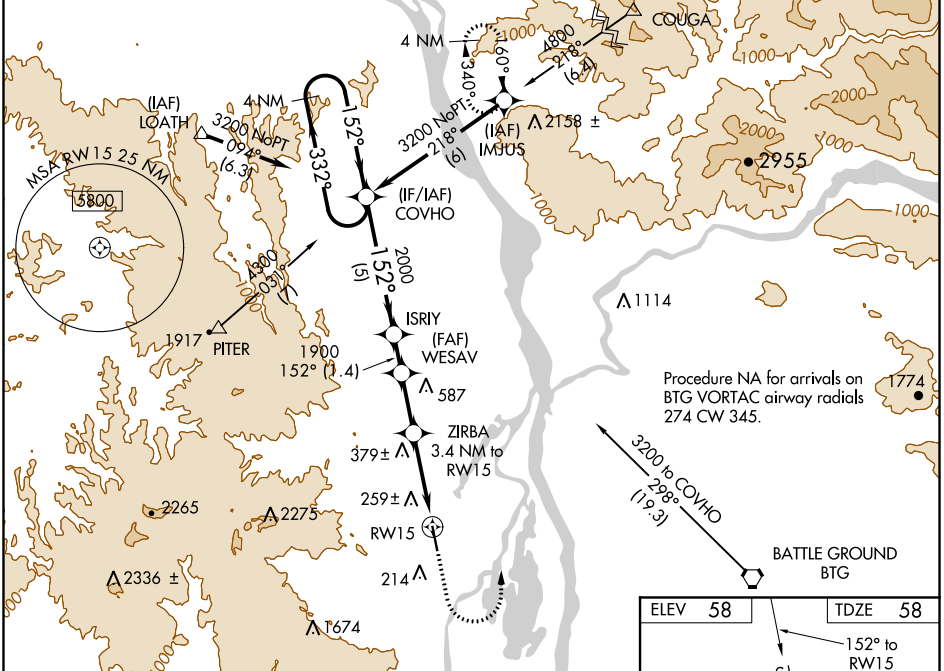 COUGA
1000
4 NM
60°
340°
4800
218°
(6.4)
1000
2000
(IAF)
LOATH
4 NM
152°
332°
3200 NoPT
094°
(6.3)
3200 NoPT
218°
(6)
(IAF)
IMJUS
2158 ±
2000
1000
2955
MSA RW15 25 NM
5800
(IF/IAF)
COVHO
1000
1000
4300
031°
2000
152°
(5)
1114
1917
PITER
ISRIY
(FAF)
WESAV
1900
152° (1.4)
587
Procedure NA for arrivals on
BTG VORTAC airway radials
274 CW 345.
1774
ZIRBA
3.4 NM to
RW15
379±
3200 to COVHO
298°
(19.3)
259±
2265
2275
RW15
BATTLE GROUND
BTG
214
2336 ±
1000
1674
ELEV 58
TDZE 58
152° to
RW15